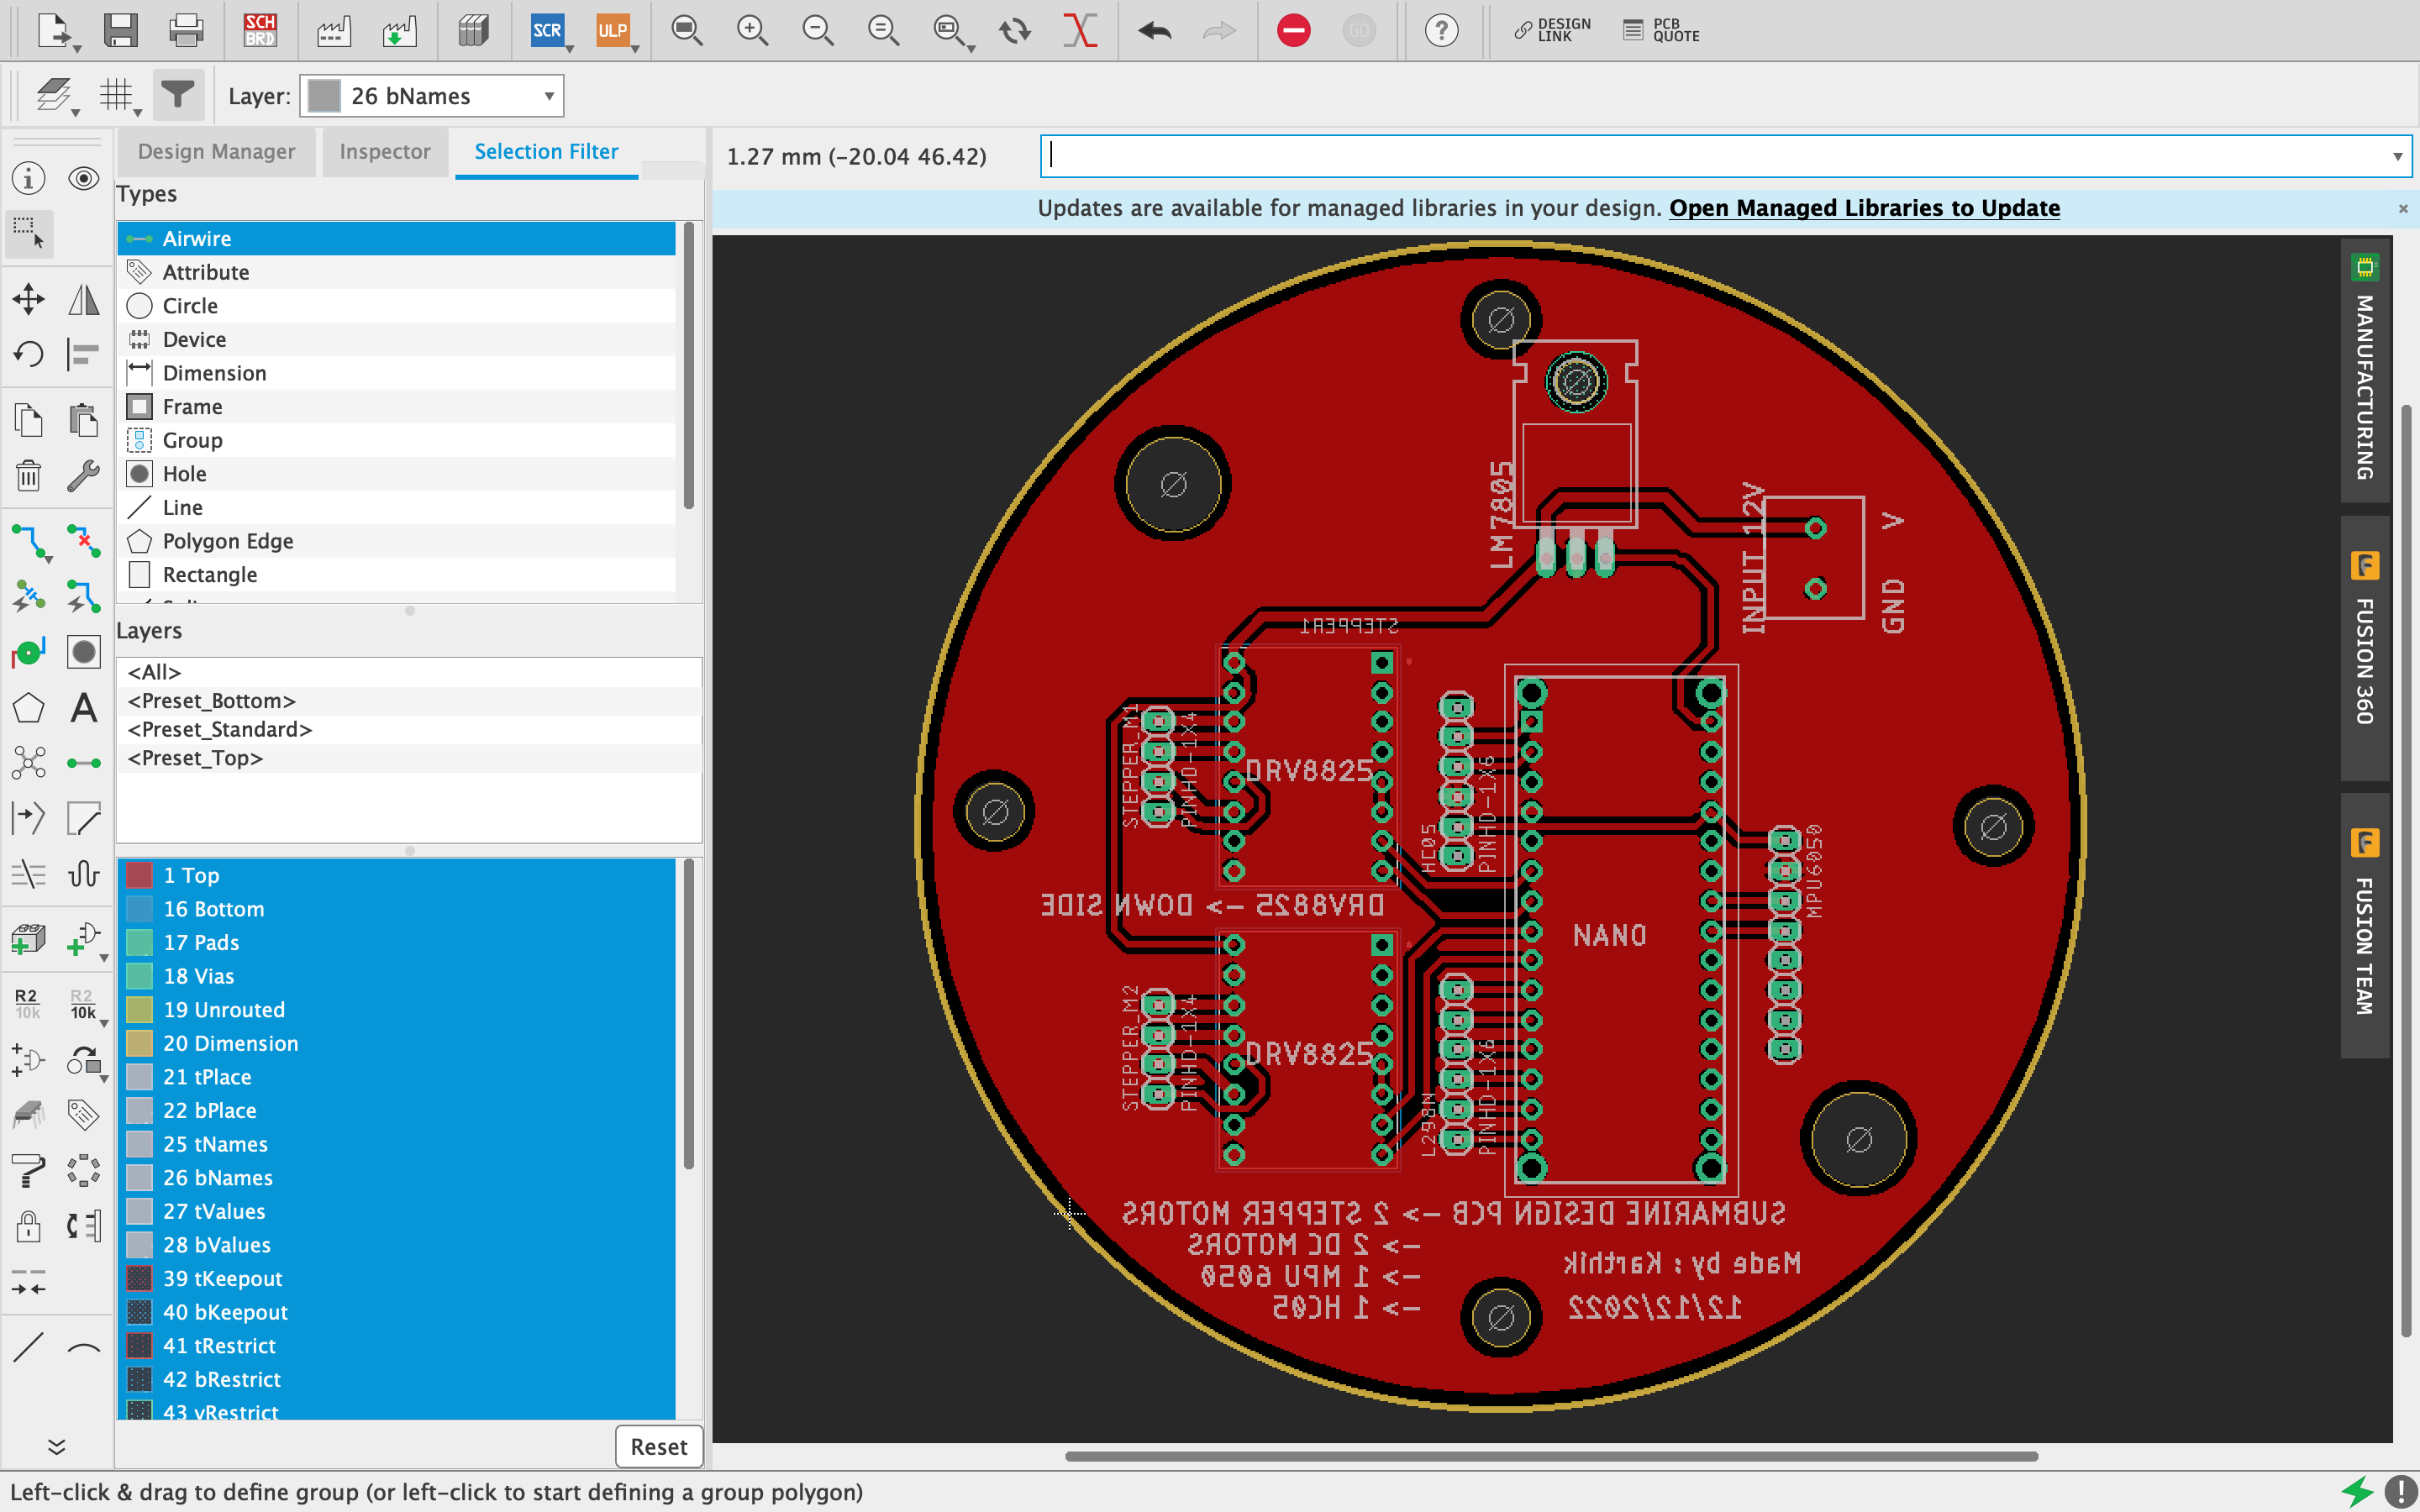 SCH
BRD
SCR
ULP
GO
?
DESIGN
LINK
PCB
QUOTE
Layer:
26 bNames
Design Manager
Inspector
Selection Filter
1.27 mm (-20.04 46.42)
Types
Updates are available for managed libraries in your design. Open Managed Libraries to Update
Airwire
Attribute
Circle
Device
Dimension
Frame
Group
Hole
Line
Polygon Edge
Rectangle
Layers
<All>
<Preset_Bottom>
<Preset_Standard>
<Preset_Top>
1 Top
16 Bottom
17 Pads
18 Vias
19 Unrouted
20 Dimension
21 tPlace
22 bPlace
25 tNames
26 bNames
27 tValues
28 bValues
39 tKeepout
40 bKeepout
41 tRestrict
42 bRestrict
43 vRestrict
Reset
R2
10k
R2
10k
MANUFACTURING
FUSION 360
FUSION TEAM
LM7805
INPUT 12V
V
GND
STEPPER1
STEPPER_M1
PINHD-1X4
DRV8825
HC05
PINHD-1X6
MPU6050
DRV8825 -> DOWN SIDE
NANO
STEPPER_M2
PINHD-1X4
DRV8825
L298N
PINHD-1X6
SUBMARINE DESIGN PCB -> 2 STEPPER MOTORS
-> 2 DC MOTORS
-> 1 MPU 6050
-> 1 HC05
Made by : Karthik
12/12/2022
Left-click & drag to define group (or left-click to start defining a group polygon)